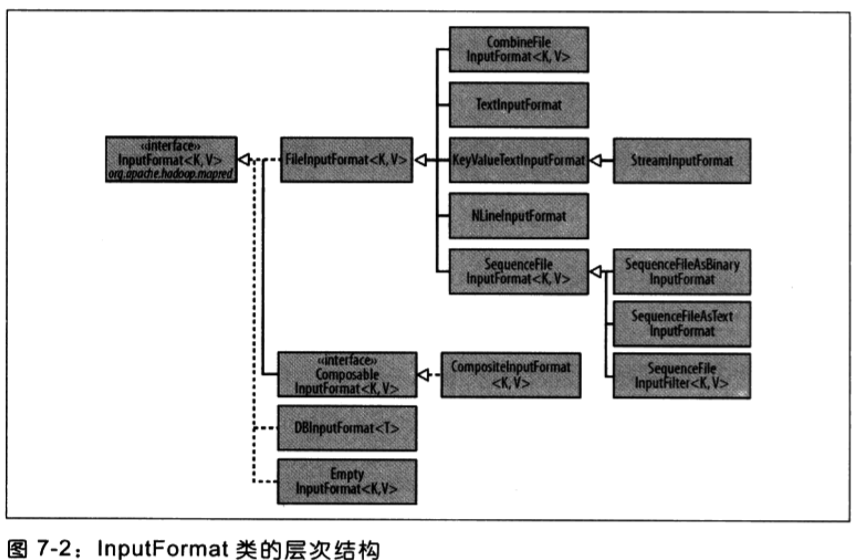 CombineFile
InputFormat<K, V>
TextInputFormat
«interface»
InputFormat<K, V>
org.apache.hadoop.mapred
FileInputFormat<K, V>
KeyValueTextInputFormat
StreamInputFormat
NLineInputFormat
SequenceFile
InputFormat<K, V>
SequenceFileAsBinary
InputFormat
SequenceFileAsText
InputFormat
SequenceFile
InputFilter<K, V>
«interface»
Composable
InputFormat<K, V>
CompositeInputFormat
<K, V>
DBInputFormat<T>
Empty
InputFormat<K,V>
图 7-2：InputFormat 类的层次结构